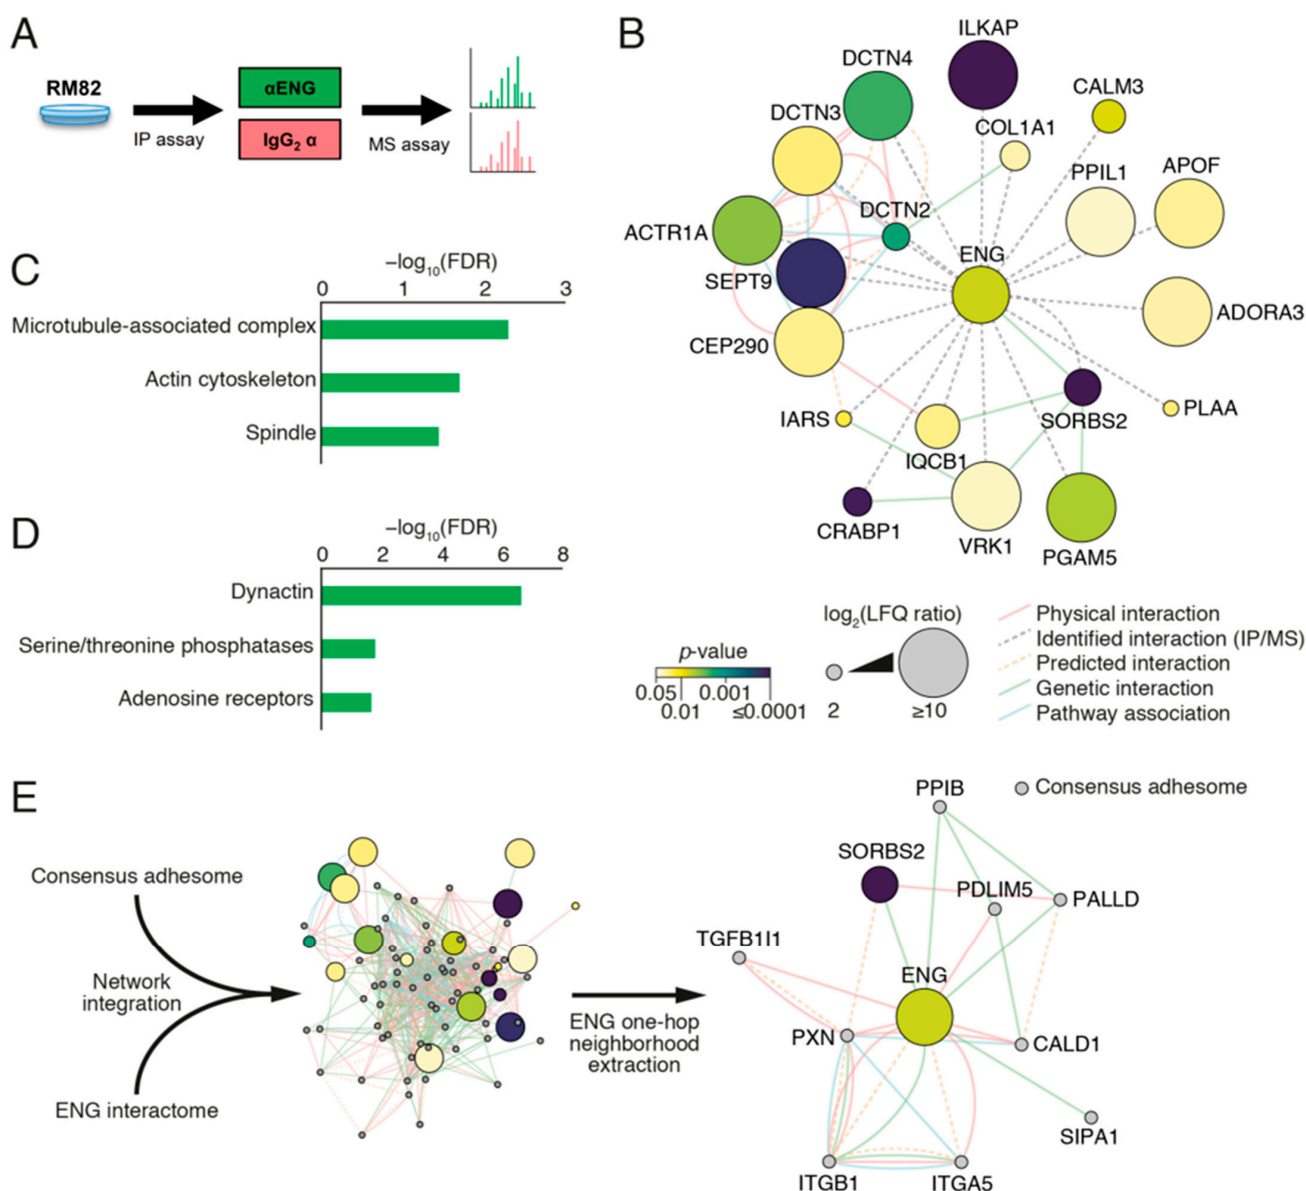 A
RM82
IP assay
αENG
IgG2 α
MS assay
B
ILKAP
DCTN4
CALM3
DCTN3
COL1A1
PPIL1
APOF
DCTN2
ACTR1A
ENG
SEPT9
ADORA3
CEP290
IARS
SORBS2
PLAA
IQCB1
CRABP1
VRK1
PGAM5
p-value
0.05
0.001
0.01
≤0.0001
log2(LFQ ratio)
2
≥10
Physical interaction
Identified interaction (IP/MS)
Predicted interaction
Genetic interaction
Pathway association
C
−log10(FDR)
0 1 2 3
Microtubule-associated complex
Actin cytoskeleton
Spindle
D
−log10(FDR)
0 2 4 6 8
Dynactin
Serine/threonine phosphatases
Adenosine receptors
E
Consensus adhesome
Network
integration
ENG interactome
ENG one-hop
neighborhood
extraction
PPIB
Consensus adhesome
SORBS2
PDLIM5
PALLD
TGFB1I1
ENG
PXN
CALD1
SIPA1
ITGB1
ITGA5